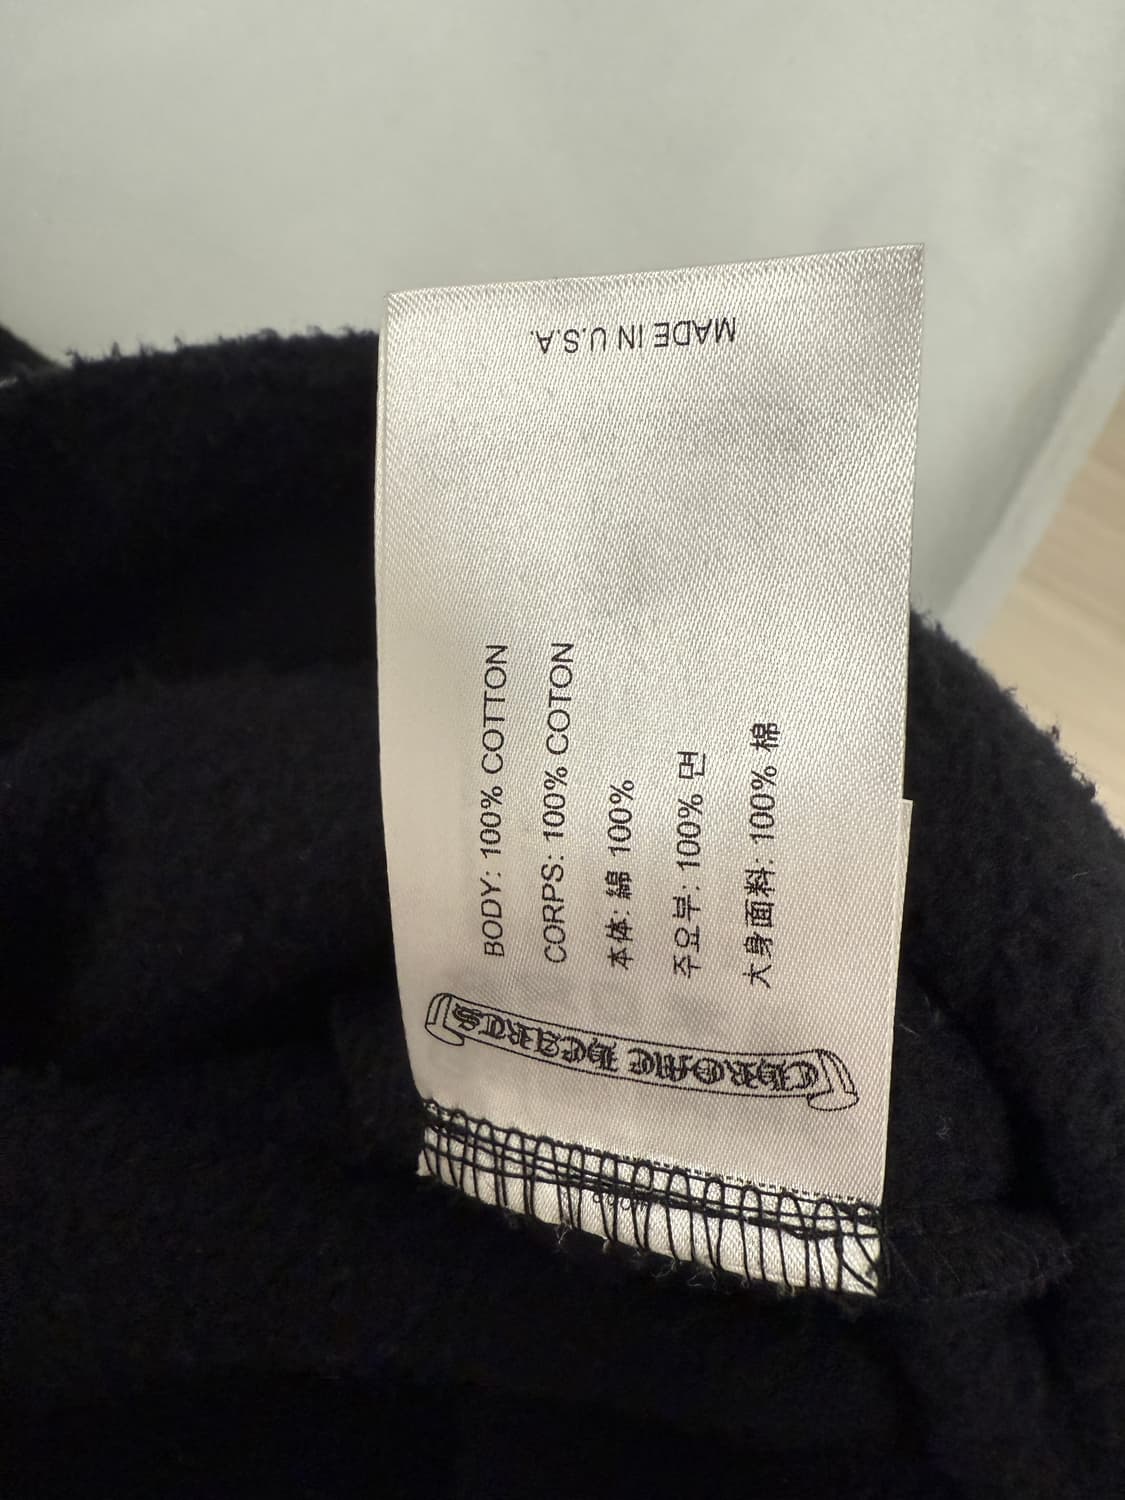 MADE IN U.S.A.
BODY: 100% COTTON
CORPS: 100% COTON
本体: 綿 100%
주요부: 100% 면
大身面料: 100% 棉
CHROME HEARTS